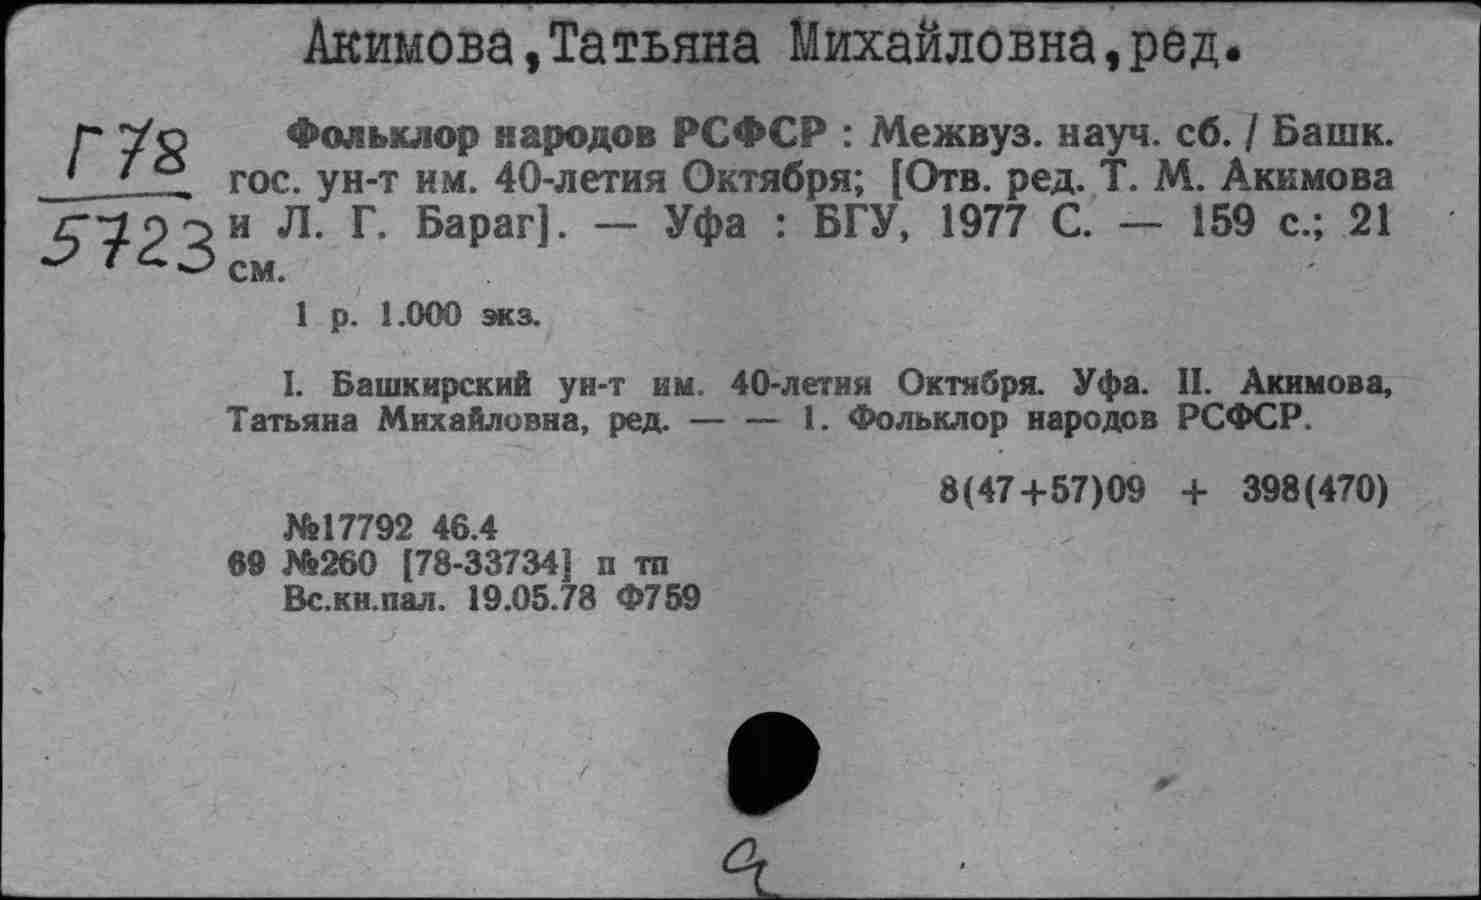 Акимова,Татьяна Михайловна,ред.
Г78
5723
Фольклор народов РСФСР : Межвуз. науч. сб. / Башк.
гос. ун-т им. 40-летия Октября; [Отв. ред. Т. М. Акимова
и Л. Г. Бараг]. — Уфа : БГУ, 1977 С. — 159 с.; 21
см.
1 р. 1.000 экз.
I. Башкирский ун-т им. 40-летия Октября. Уфа. II. Акимова,
Татьяна Михайловна, ред. — — 1. Фольклор народов РСФСР.
8(47+57)09 + 398(470)
№17792 46.4
69 №260 [78-33734] п тп
Вс.кн.пал. 19.05.78 Ф759